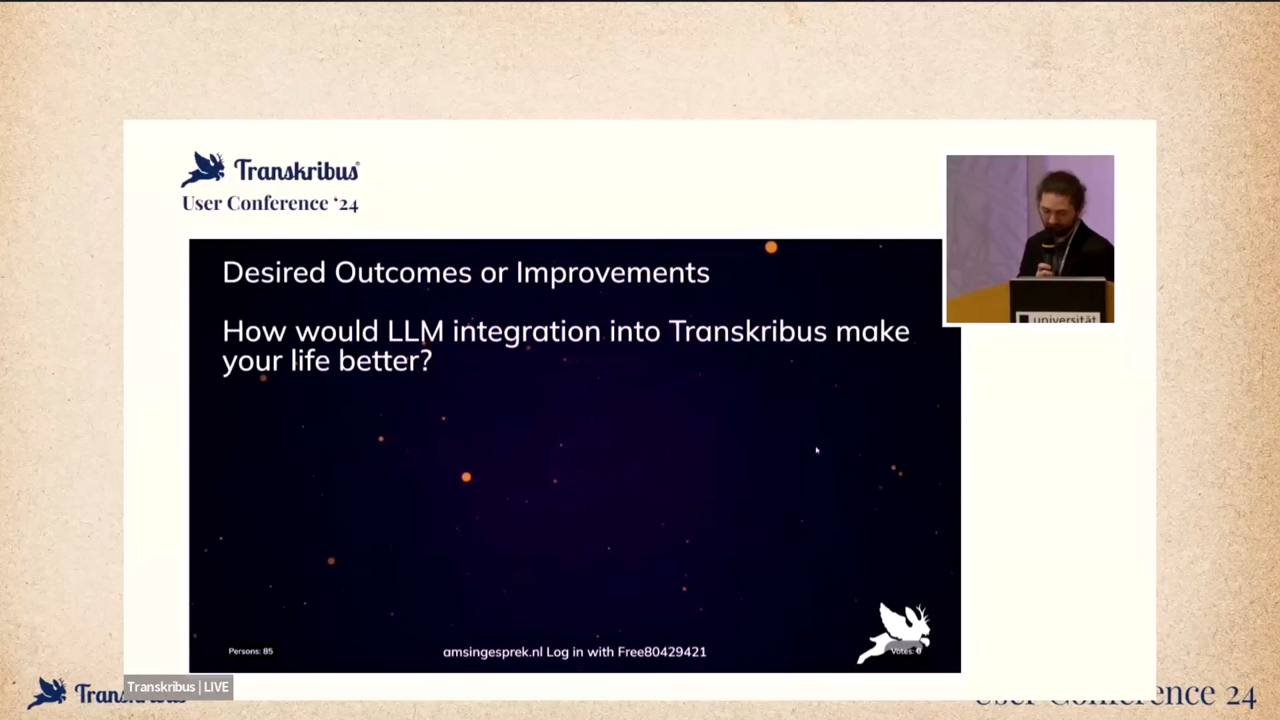 Transkribus
User Conference ‘24
Desired Outcomes or Improvements
How would LLM integration into Transkribus make
your life better?
universität
Persons: 85
amsingesprek.nl Log in with Free80429421
Votes: 0
Transkribus | LIVE
Transkribus
User Conference 24